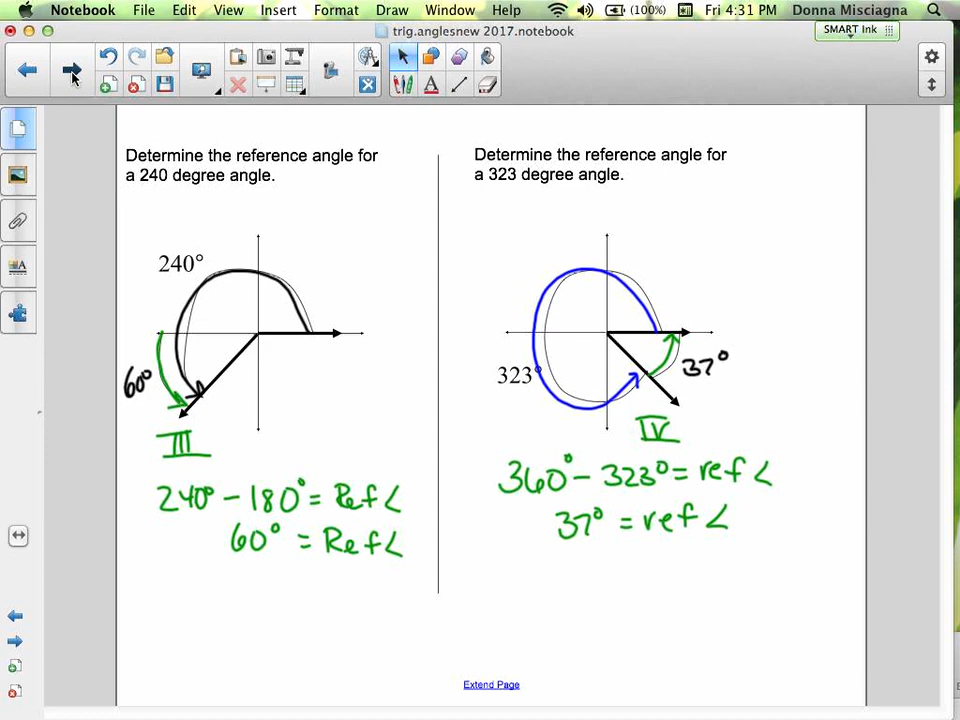 Notebook File Edit View Insert Format Draw Window Help (100%) Fri 4:31 PM Donna Misciagna
trig.anglesnew 2017.notebook
SMART Ink
Determine the reference angle for
a 240 degree angle.
240°
60°
III
240° - 180° = Ref<
60° = Ref<
Determine the reference angle for
a 323 degree angle.
323°
37°
IV
360° - 323° = ref <
37° = ref <
Extend Page